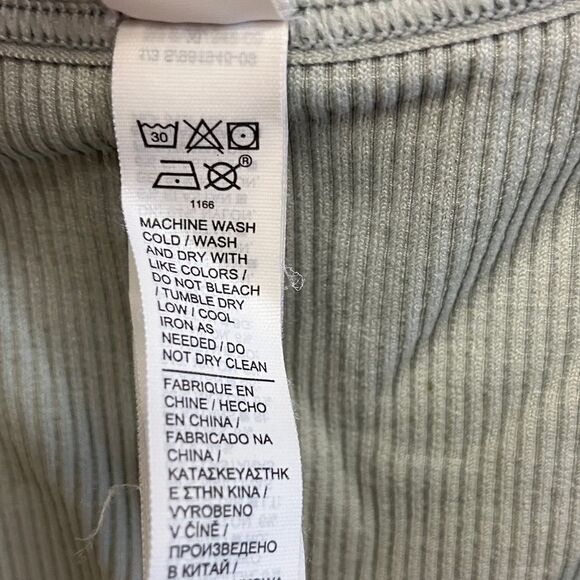 30
®
1166
MACHINE WASH
COLD / WASH
AND DRY WITH
LIKE COLORS /
DO NOT BLEACH
/ TUMBLE DRY
LOW / COOL
IRON AS
NEEDED / DO
NOT DRY CLEAN
FABRIQUE EN
CHINE / HECHO
EN CHINA /
FABRICADO NA
CHINA /
ΚΑΤΑΣΚΕΥΑΣΤΗΚ
Ε ΣΤΗΝ ΚΙΝΑ /
VYROBENO
V ČÍNĚ /
ПРОИЗВЕДЕНО
В КИТАЙ /